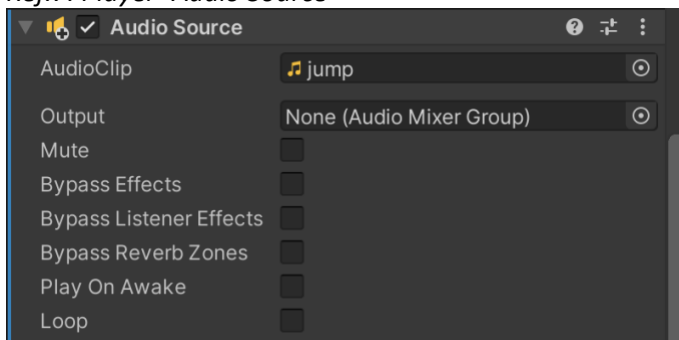 Audio Source
AudioClip jump
Output None (Audio Mixer Group)
Mute
Bypass Effects
Bypass Listener Effects
Bypass Reverb Zones
Play On Awake
Loop